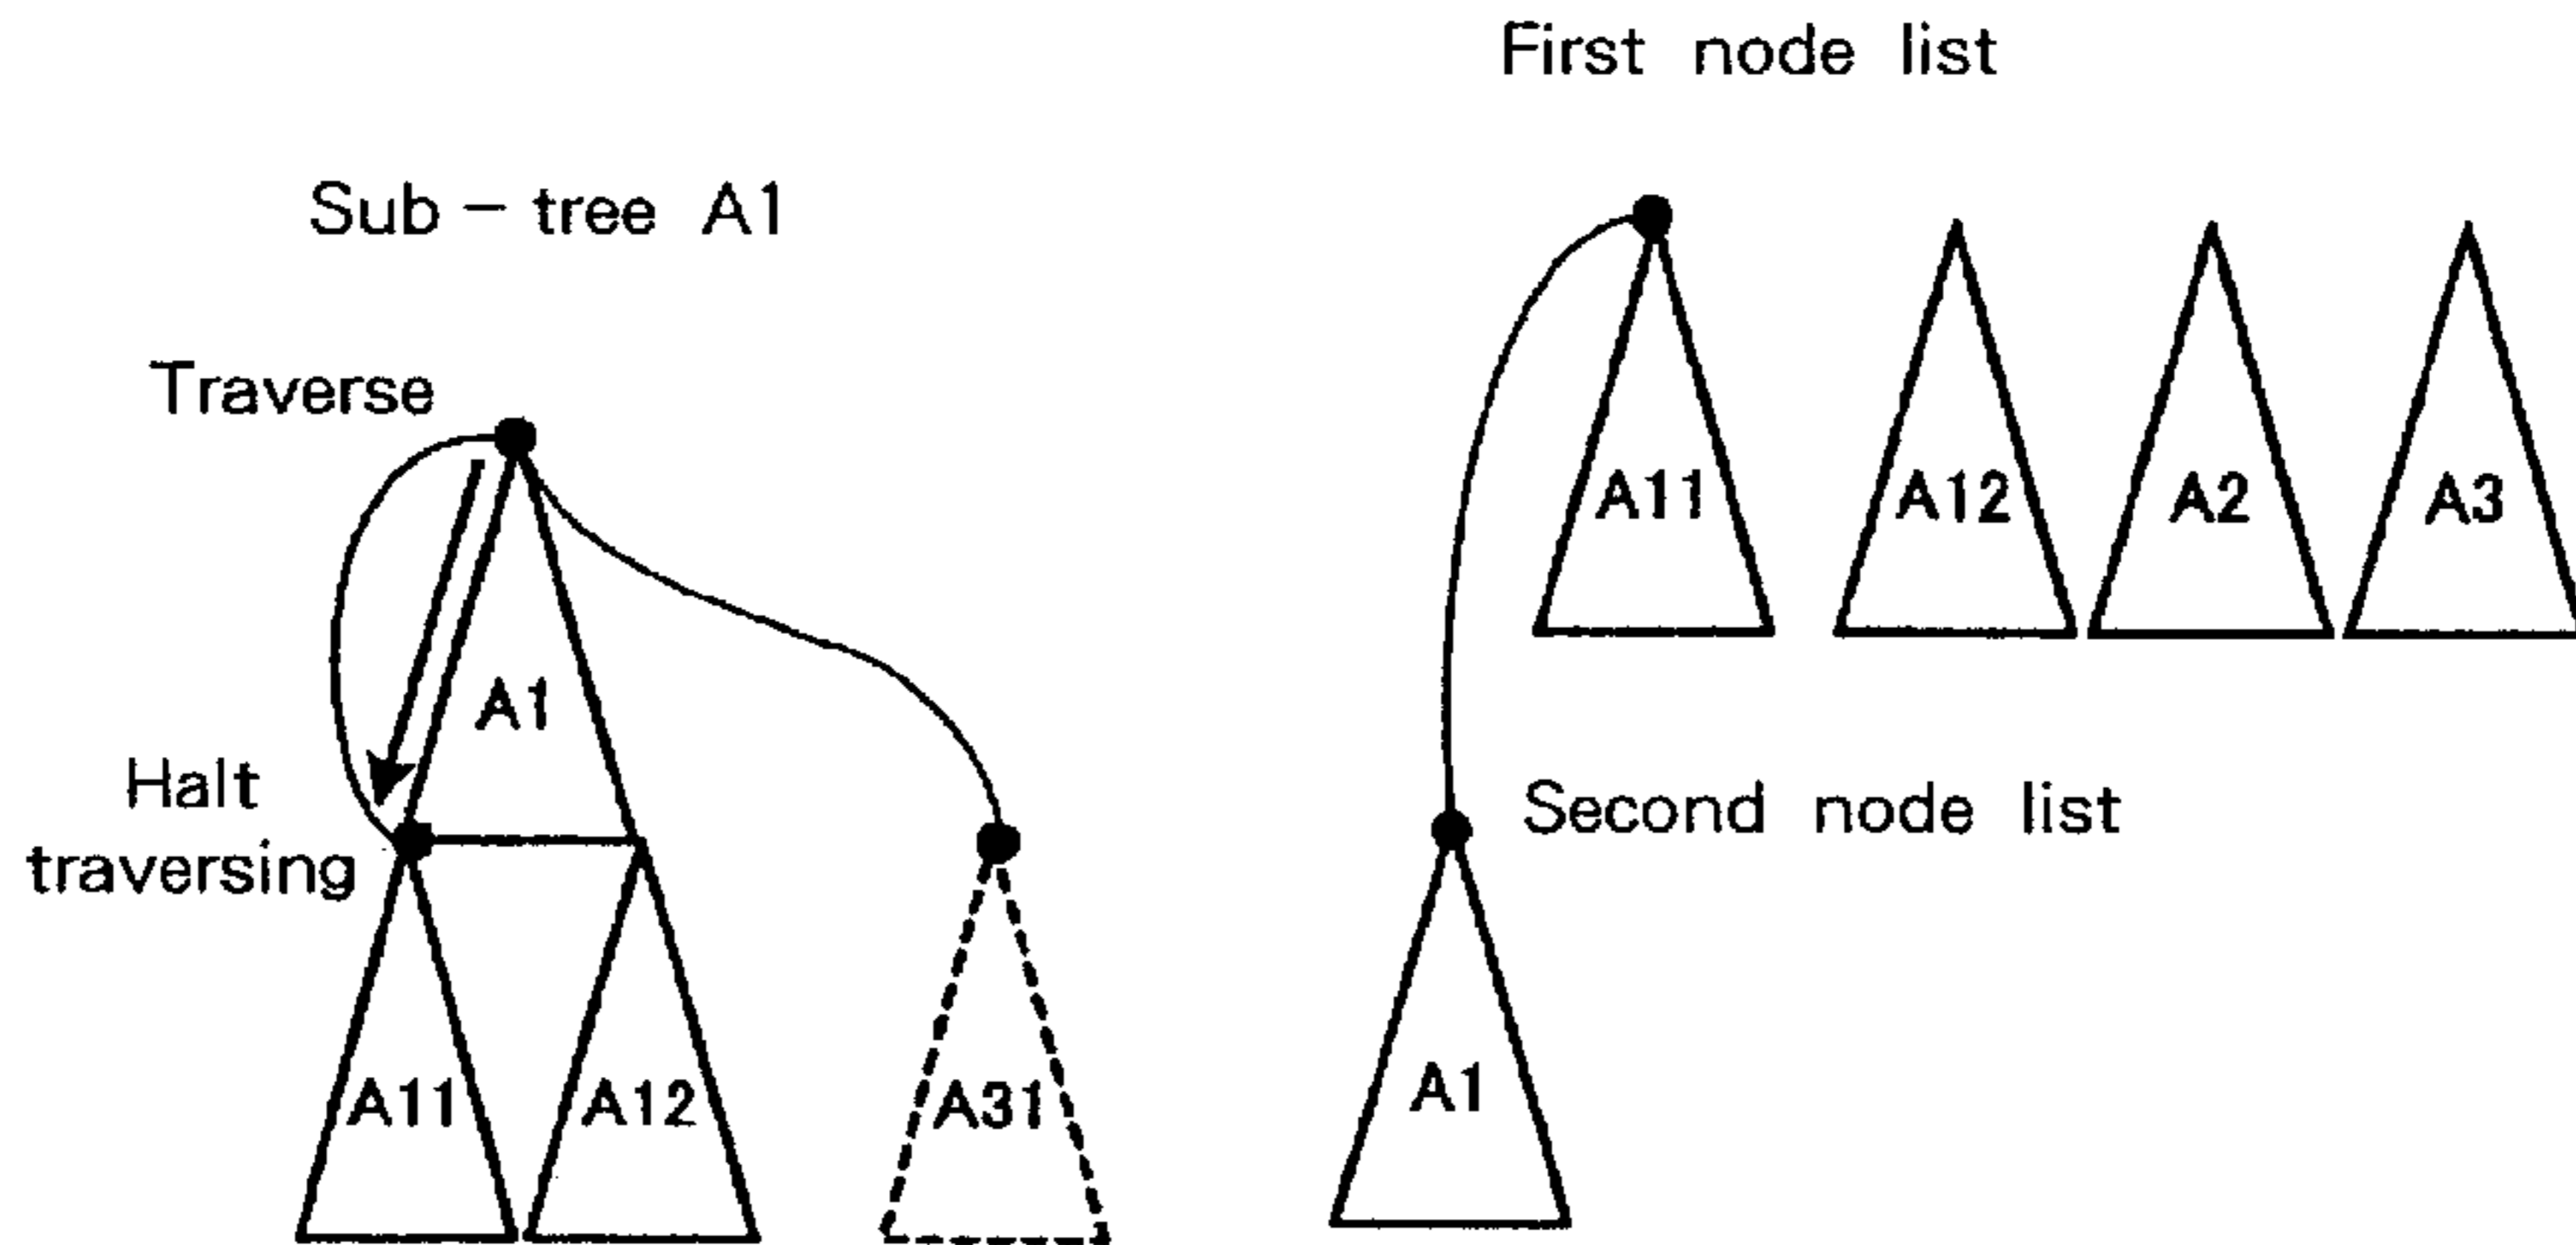 First node list
Sub - tree A1
Traverse
A11 A12 A2 A3
A1
Halt
traversing
Second node list
A11 A12 A31
A1